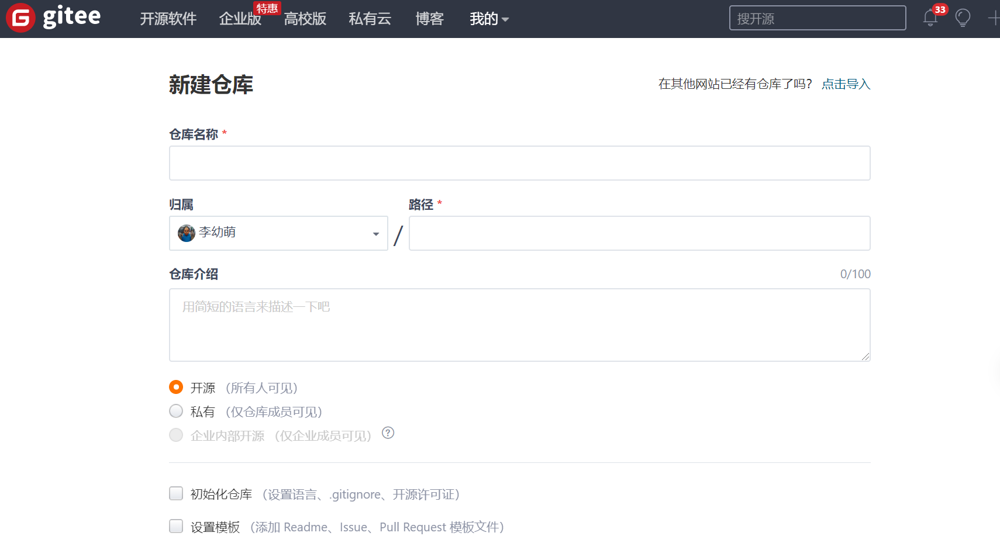 gitee 开源软件 企业版 特惠 高校版 私有云 博客 我的 搜开源 33
新建仓库 在其他网站已经有仓库了吗? 点击导入
仓库名称 *
归属 路径 *
李幼萌 /
仓库介绍 0/100
用简短的语言来描述一下吧
开源 (所有人可见)
私有 (仅仓库成员可见)
企业内部开源 (仅企业成员可见) ?
初始化仓库 (设置语言、.gitignore、开源许可证)
设置模板 (添加 Readme、Issue、Pull Request 模板文件)